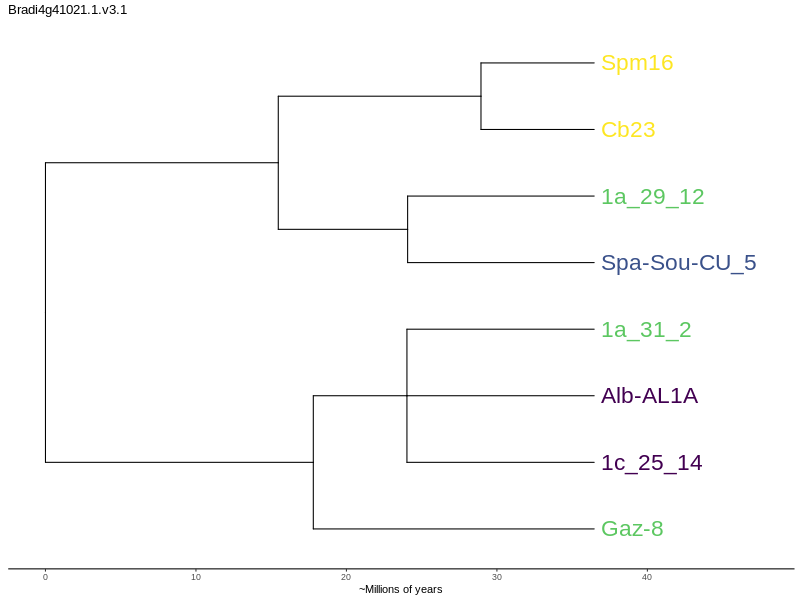 Bradi4g41021.1.v3.1
Spm16
Cb23
1a_29_12
Spa-Sou-CU_5
1a_31_2
Alb-AL1A
1c_25_14
Gaz-8
0 10 20 30 40
~Millions of years